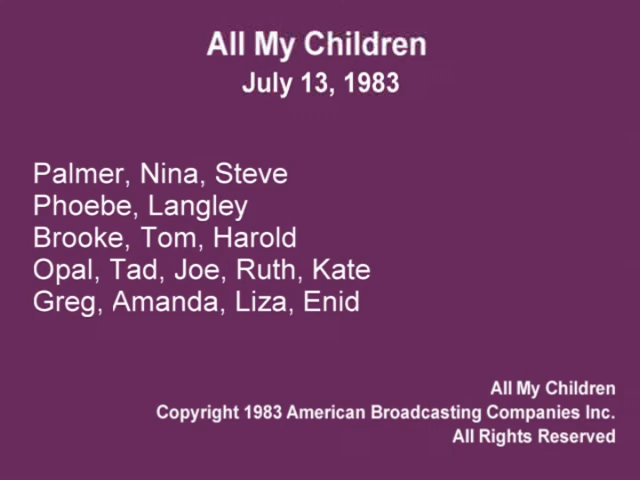 All My Children
July 13, 1983
Palmer, Nina, Steve
Phoebe, Langley
Brooke, Tom, Harold
Opal, Tad, Joe, Ruth, Kate
Greg, Amanda, Liza, Enid
All My Children
Copyright 1983 American Broadcasting Companies Inc.
All Rights Reserved